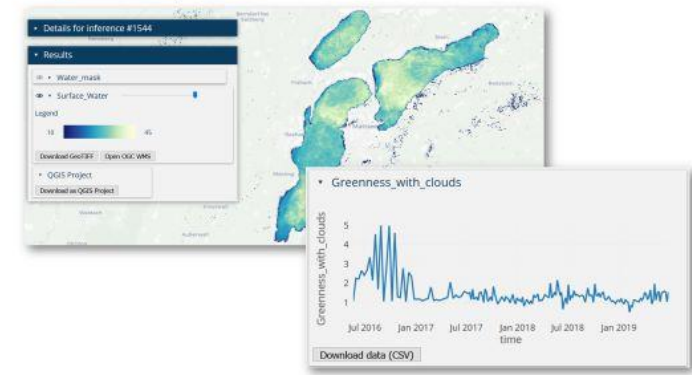 Details for inference #1544
Results
Water_mask
Surface_Water
Legend
10 45
Download GeoTIFF Open OGC WMS
QGIS Project
Download as QGIS Project
Mattsee
Greenness_with_clouds
Greenness_with_clouds
5
4
3
2
1
Jul 2016 Jan 2017 Jul 2017 Jan 2018 Jul 2018 Jan 2019
time
Download data (CSV)